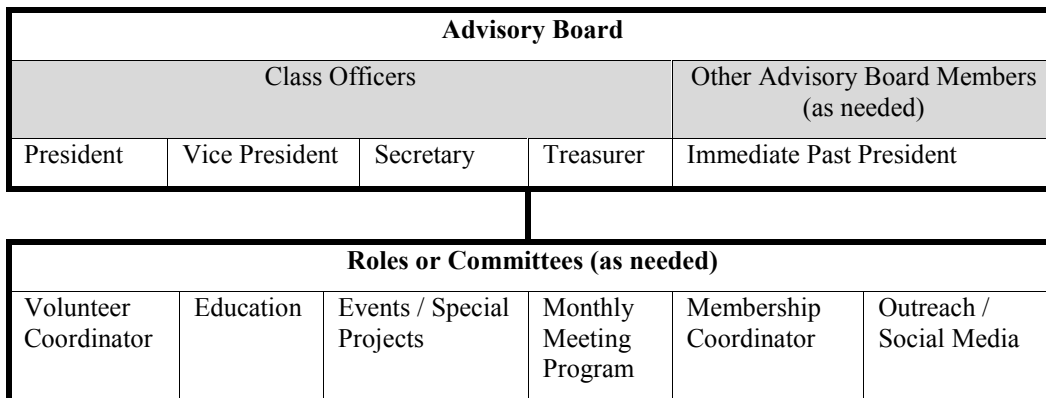 Advisory Board
Class Officers
Other Advisory Board Members
(as needed)
President
Vice President
Secretary
Treasurer
Immediate Past President
Roles or Committees (as needed)
Volunteer
Coordinator
Education
Events / Special
Projects
Monthly
Meeting
Program
Membership
Coordinator
Outreach /
Social Media